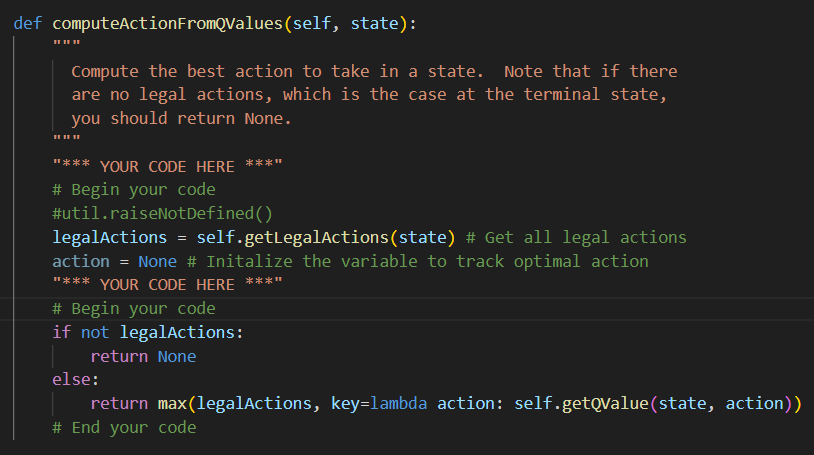 def computeActionFromQValues(self, state):
    """
      Compute the best action to take in a state.  Note that if there
      are no legal actions, which is the case at the terminal state,
      you should return None.
    """
    "*** YOUR CODE HERE ***"
    # Begin your code
    #util.raiseNotDefined()
    legalActions = self.getLegalActions(state) # Get all legal actions
    action = None # Initalize the variable to track optimal action
    "*** YOUR CODE HERE ***"
    # Begin your code
    if not legalActions:
        return None
    else:
        return max(legalActions, key=lambda action: self.getQValue(state, action))
    # End your code